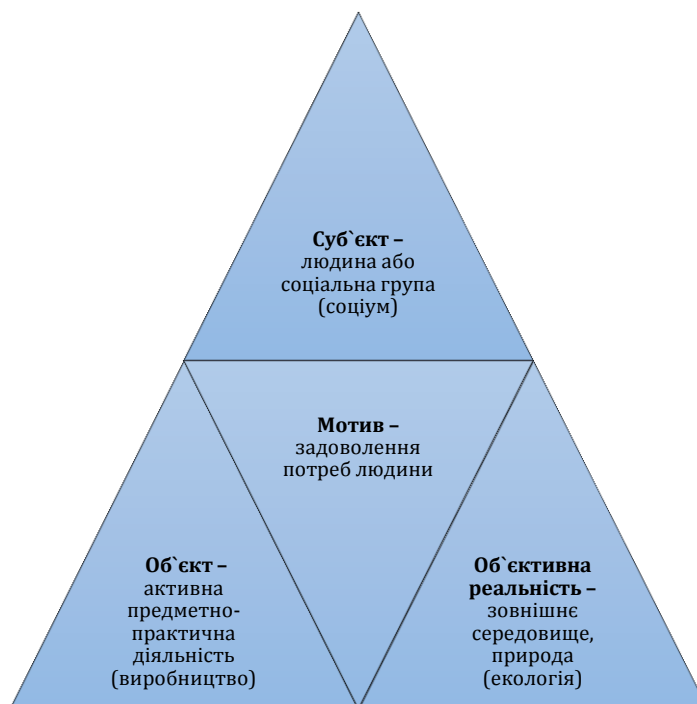 Суб`єкт –
людина або
соціальна група
(соціум)
Мотив –
задоволення
потреб людини
Об`єкт –
активна
предметно-
практична
діяльність
(виробництво)
Об`єктивна
реальність –
зовнішнє
середовище,
природа
(екологія)